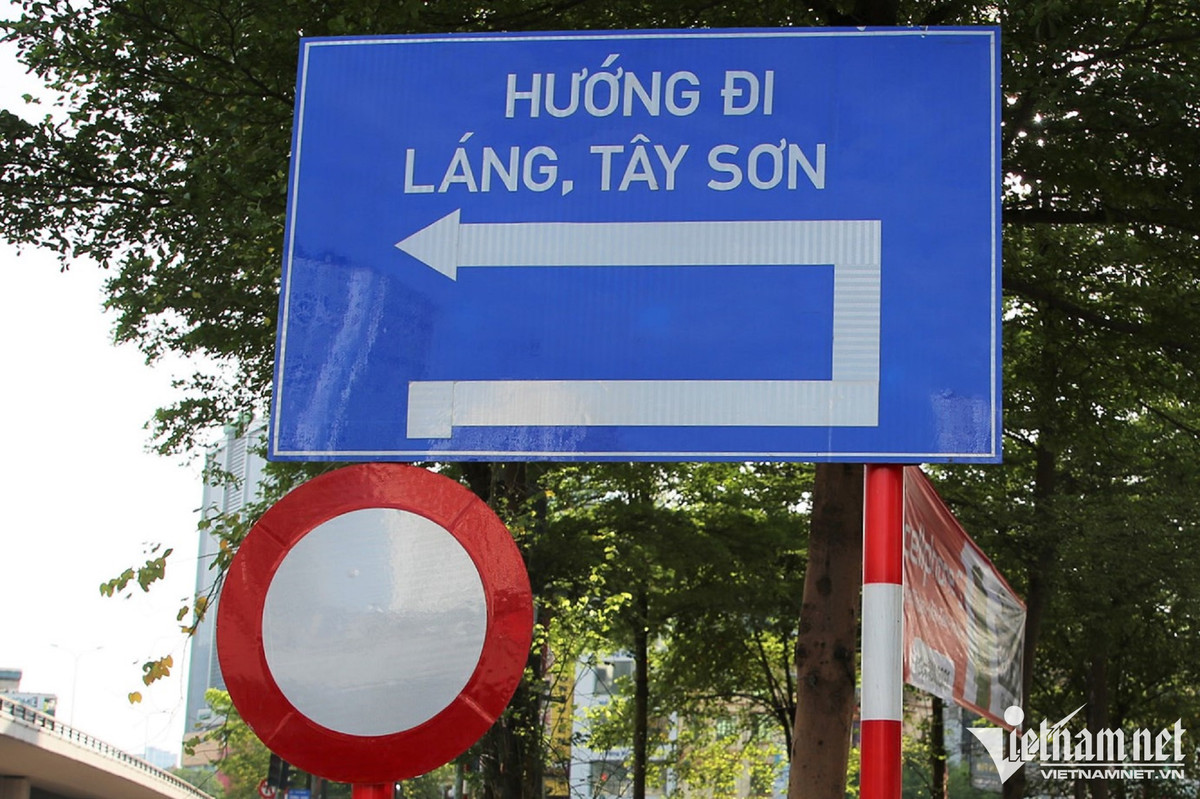 HƯỚNG ĐI
LÁNG, TÂY SƠN
Vietnamnet
VIETNAMNET.VN